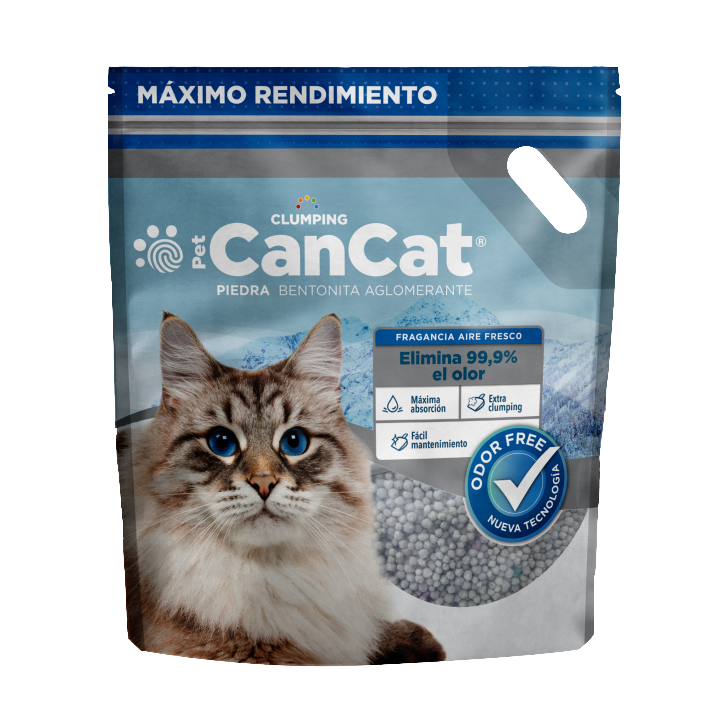 MÁXIMO RENDIMIENTO
CLUMPING
Pet
CanCat®
PIEDRA BENTONITA AGLOMERANTE
FRAGANCIA AIRE FRESCO
Elimina 99,9%
el olor
Máxima
absorción
Extra
clumping
Fácil
mantenimiento
ODOR FREE
NUEVA TECNOLOGÍA